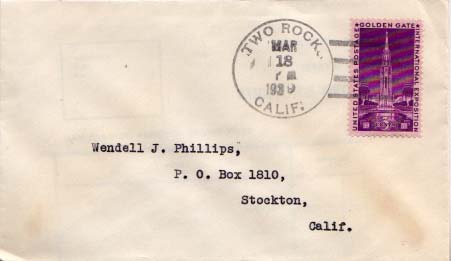 TWO ROCK,
MAR
18
PM
1939
CALIF.
UNITED STATES POSTAGE
GOLDEN GATE
INTERNATIONAL EXPOSITION
3
Wendell J. Phillips,
P. O. Box 1810,
Stockton,
Calif.